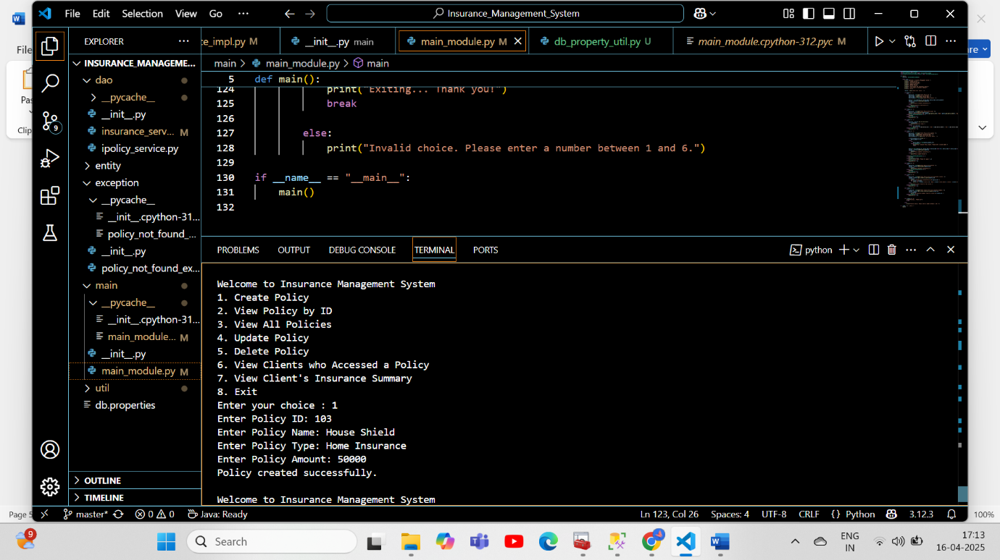 File Edit Selection View Go ... Insurance_Management_System
File
Pas
Clip
EXPLORER
te_impl.py M
__init__.py main
main_module.py M
db_property_util.py U
main_module.cpython-312.pyc M
INSURANCE_MANAGEME...
main > main_module.py > main
dao
__pycache__
__init__.py
insurance_serv... M
ipolicy_service.py
entity
exception
__pycache__
__init__.cpython-31...
policy_not_found_...
__init__.py
policy_not_found_ex...
main
__pycache__
__init__.cpython-31...
main_module... M
__init__.py
main_module.py M
util
db.properties
OUTLINE
TIMELINE
9
5 def main():
124 print("Exiting... Thank you!")
125 break
126
127 else:
128 print("Invalid choice. Please enter a number between 1 and 6.")
129
130 if __name__ == "__main__":
131 main()
132
PROBLEMS OUTPUT DEBUG CONSOLE TERMINAL PORTS
python
Welcome to Insurance Management System
1. Create Policy
2. View Policy by ID
3. View All Policies
4. Update Policy
5. Delete Policy
6. View Clients who Accessed a Policy
7. View Client's Insurance Summary
8. Exit
Enter your choice : 1
Enter Policy ID: 103
Enter Policy Name: House Shield
Enter Policy Type: Home Insurance
Enter Policy Amount: 50000
Policy created successfully.
Welcome to Insurance Management System
Page 5
master* 0 0 Java: Ready
Ln 123, Col 26 Spaces: 4 UTF-8 CRLF {} Python 3.12.3
100%
9
Search
ENG
IN
17:13
16-04-2025